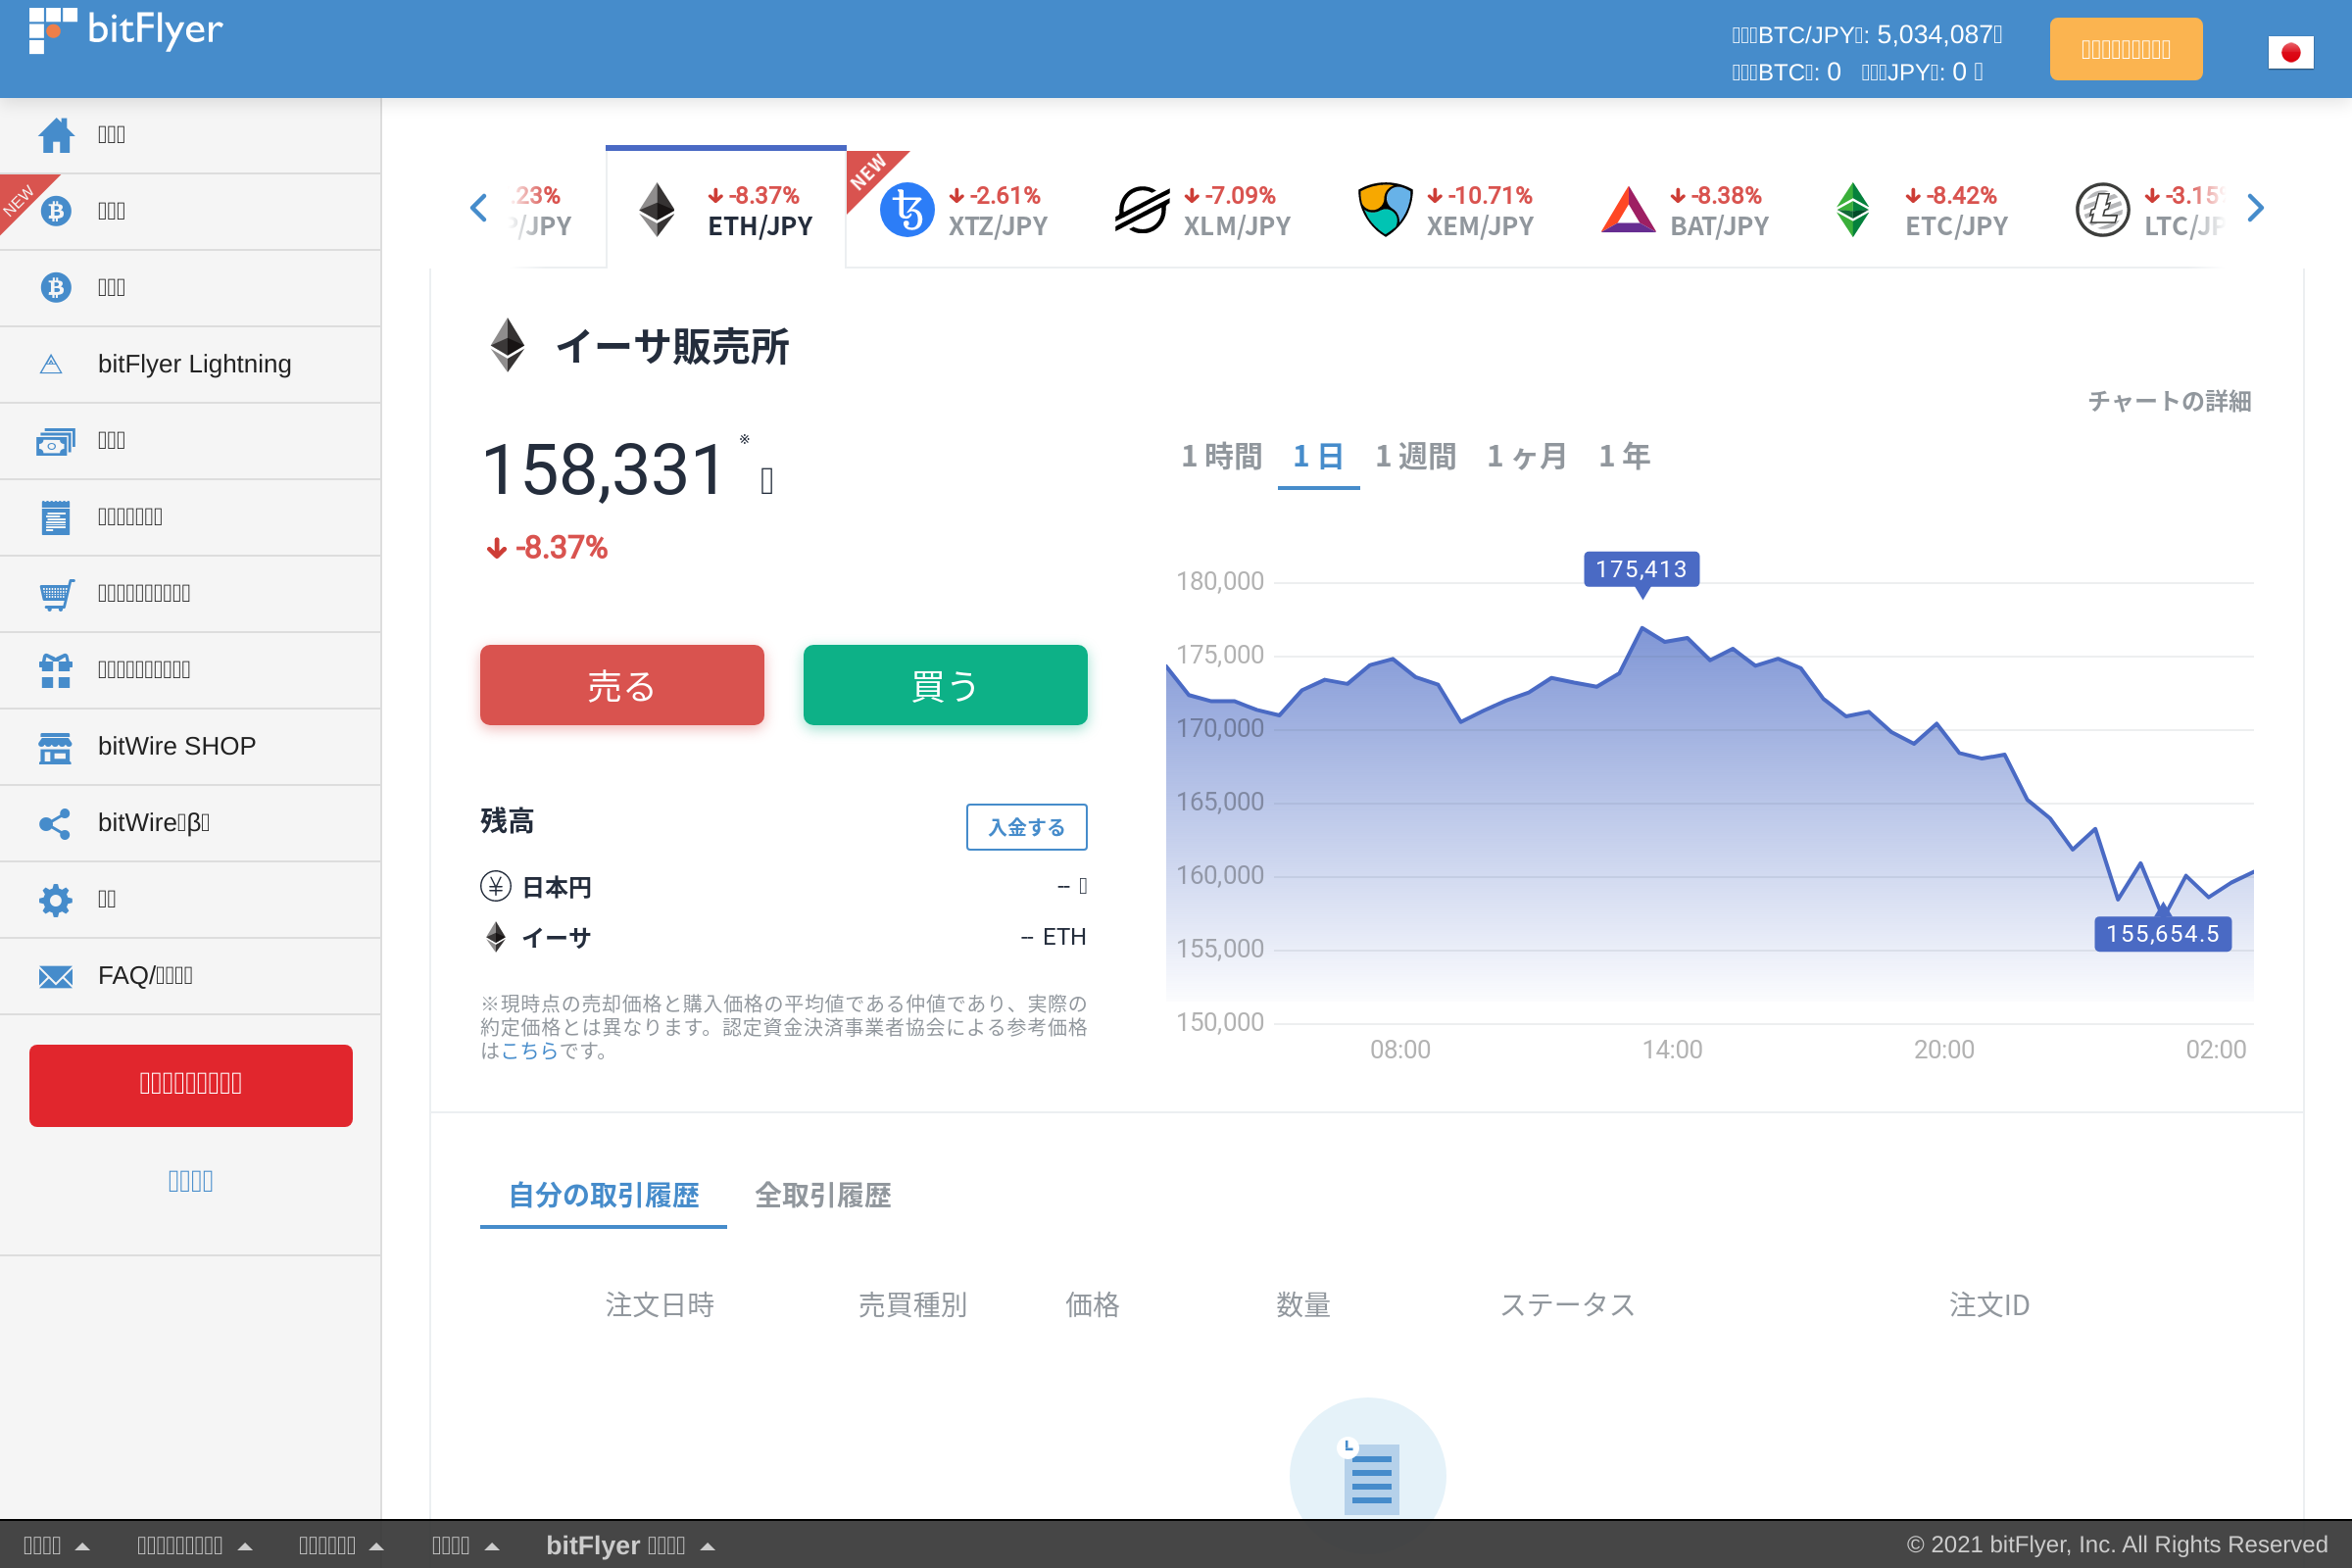 bitFlyer
BTC/JPY: 5,034,087
BTC: 0 JPY: 0
NEW
bitFlyer Lightning
bitWire SHOP
bitWire β
FAQ/
.23%
/JPY
-8.37%
ETH/JPY
NEW
-2.61%
XTZ/JPY
-7.09%
XLM/JPY
-10.71%
XEM/JPY
-8.38%
BAT/JPY
-8.42%
ETC/JPY
-3.15
LTC/JP
イーサ販売所
チャートの詳細
158,331 ※
-8.37%
1 時間 1 日 1 週間 1 ヶ月 1 年
売る 買う
残高 入金する
日本円 --
イーサ -- ETH
※現時点の売却価格と購入価格の平均値である仲値であり、実際の
約定価格とは異なります。認定資金決済事業者協会による参考価格
はこちらです。
175,413
180,000
175,000
170,000
165,000
160,000
155,654.5
155,000
150,000
08:00 14:00 20:00 02:00
自分の取引履歴 全取引履歴
注文日時 売買種別 価格 数量 ステータス 注文ID
bitFlyer
© 2021 bitFlyer, Inc. All Rights Reserved